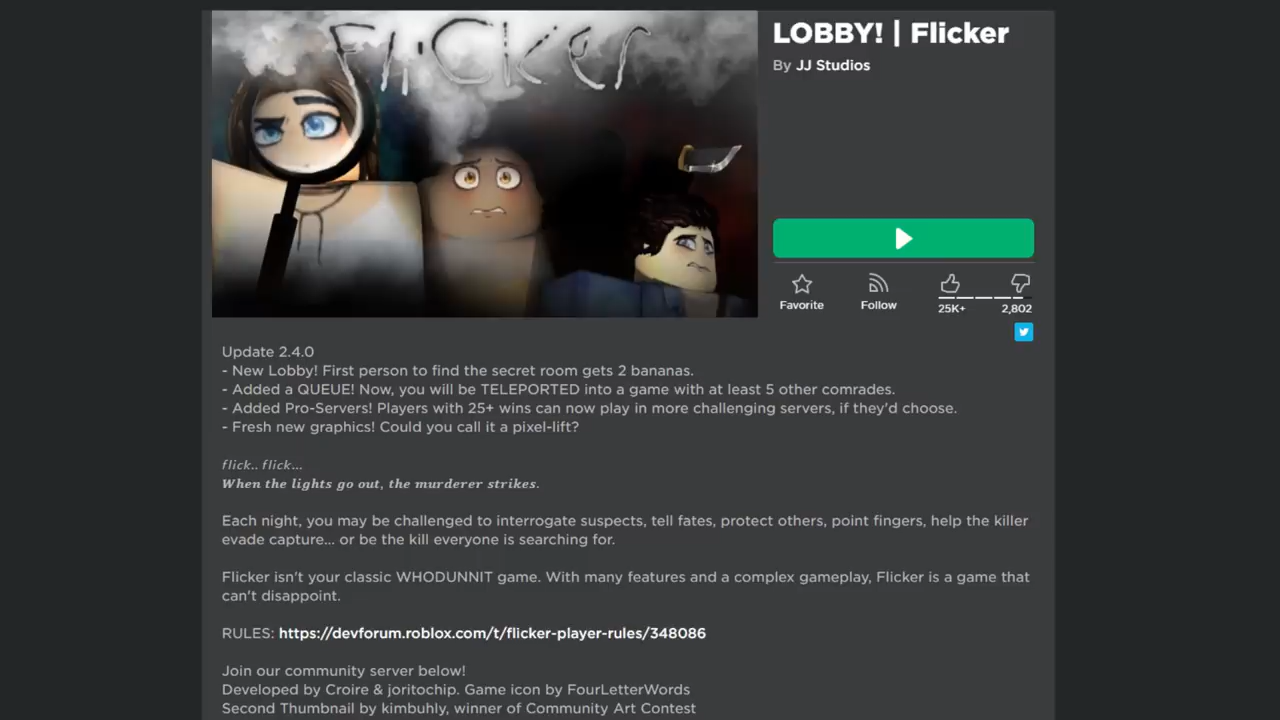 Flicker
LOBBY! | Flicker
By JJ Studios
Favorite
Follow
25K+
2,802
Update 2.4.0
- New Lobby! First person to find the secret room gets 2 bananas.
- Added a QUEUE! Now, you will be TELEPORTED into a game with at least 5 other comrades.
- Added Pro-Servers! Players with 25+ wins can now play in more challenging servers, if they'd choose.
- Fresh new graphics! Could you call it a pixel-lift?
flick.. flick...
When the lights go out, the murderer strikes.
Each night, you may be challenged to interrogate suspects, tell fates, protect others, point fingers, help the killer
evade capture... or be the kill everyone is searching for.
Flicker isn't your classic WHODUNNIT game. With many features and a complex gameplay, Flicker is a game that
can't disappoint.
RULES: https://devforum.roblox.com/t/flicker-player-rules/348086
Join our community server below!
Developed by Croire & joritochip. Game icon by FourLetterWords
Second Thumbnail by kimbuhly, winner of Community Art Contest